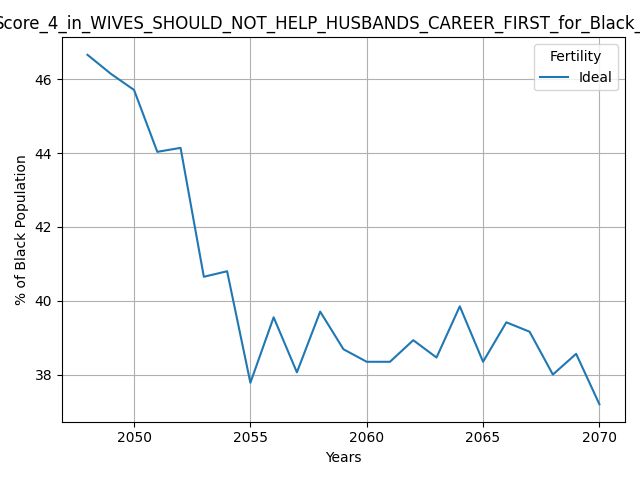 Score_4_in_WIVES_SHOULD_NOT_HELP_HUSBANDS_CAREER_FIRST_for_Black_
Fertility
Ideal
46
44
42
40
38
% of Black Population
2050 2055 2060 2065 2070
Years